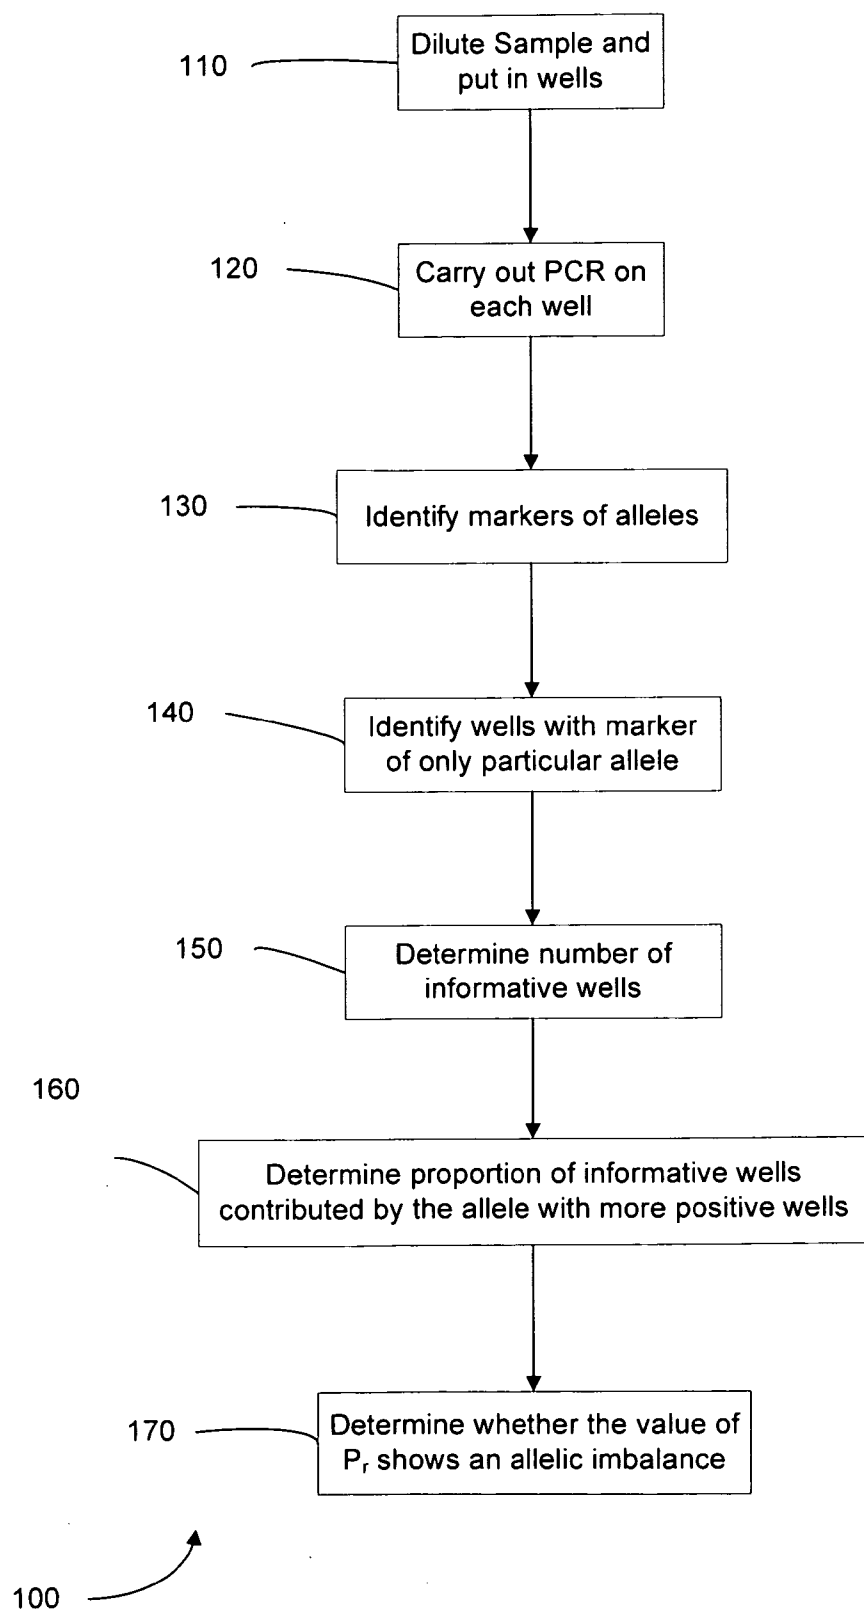 110
Dilute Sample and
put in wells
120
Carry out PCR on
each well
130
Identify markers of alleles
140
Identify wells with marker
of only particular allele
150
Determine number of
informative wells
160
Determine proportion of informative wells
contributed by the allele with more positive wells
170
Determine whether the value of
Pr shows an allelic imbalance
100